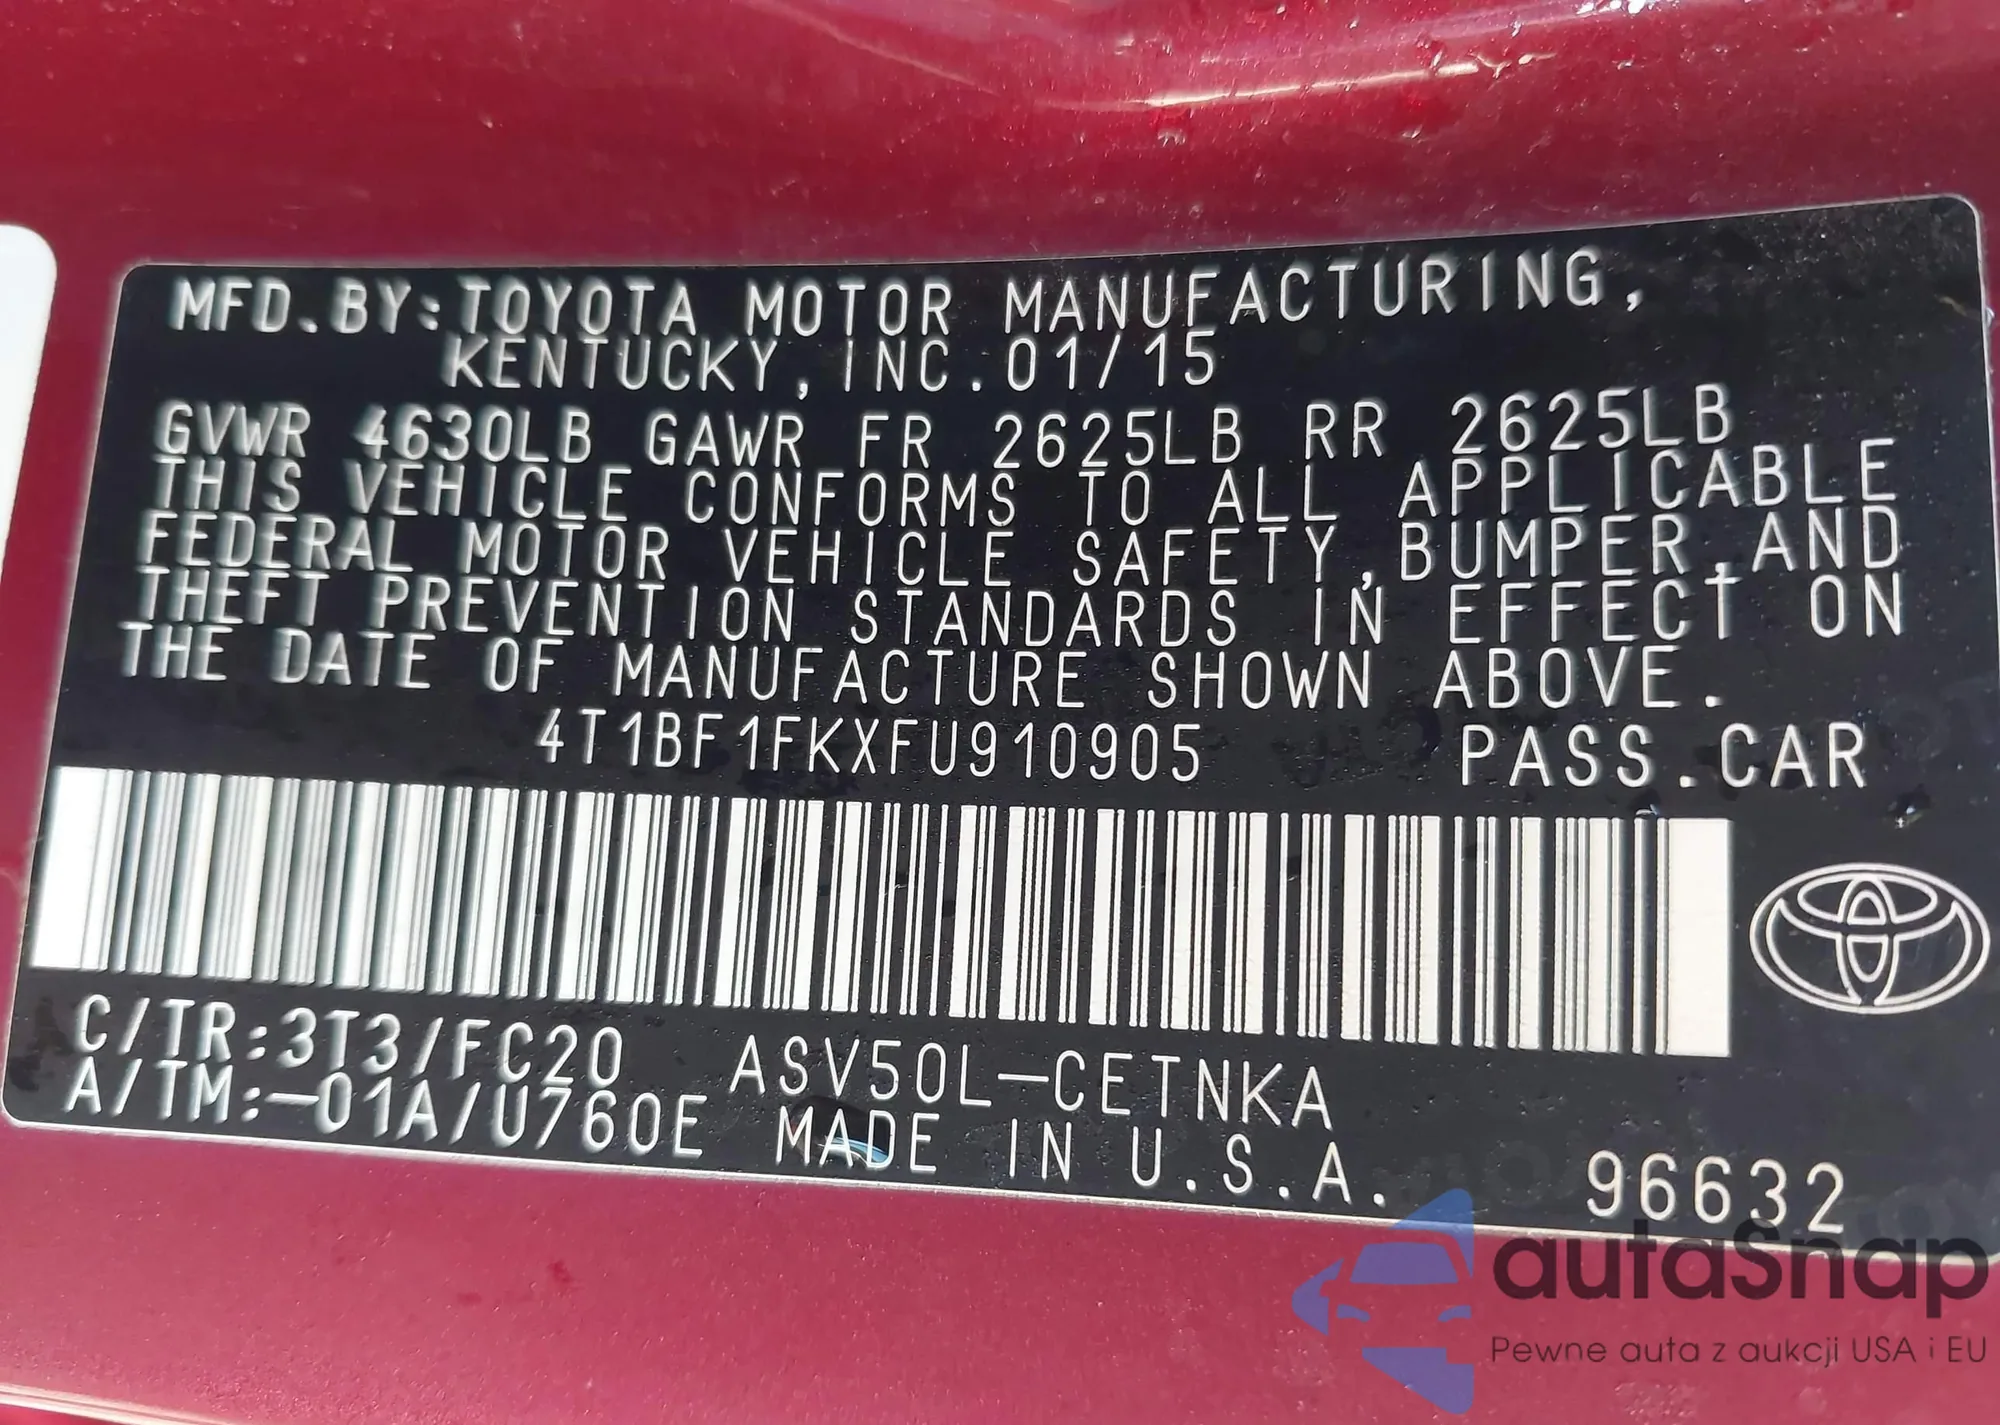 MFD.BY:TOYOTA MOTOR MANUFACTURING,
KENTUCKY,INC.01/15
GVWR 4630LB GAWR FR 2625LB RR 2625LB
THIS VEHICLE CONFORMS TO ALL APPLICABLE
FEDERAL MOTOR VEHICLE SAFETY,BUMPER,AND
THEFT PREVENTION STANDARDS IN EFFECT ON
THE DATE OF MANUFACTURE SHOWN ABOVE.
4T1BF1FKXFU910905 PASS.CAR
C/TR:3T3/FC20 ASV50L-CETNKA
A/TM:-01A/U760E MADE IN U.S.A.
96632
autaSnap
Pewne auta z aukcji USA i EU